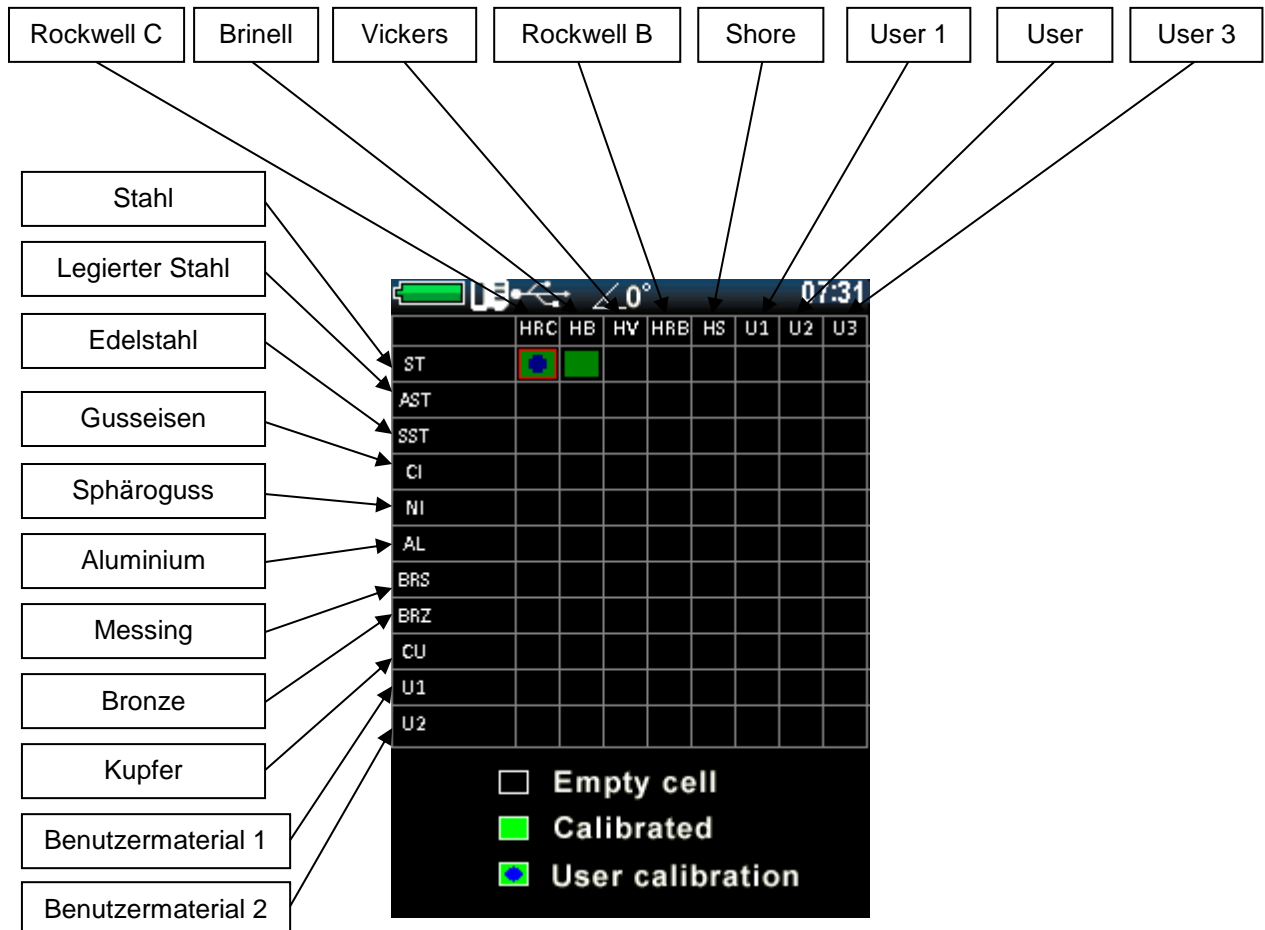 Rockwell C Brinell Vickers Rockwell B Shore User 1 User User 3
Stahl
Legierter Stahl
Edelstahl
Gusseisen
Sphäroguss
Aluminium
Messing
Bronze
Kupfer
Benutzermaterial 1
Benutzermaterial 2
0° 07:31
HRC HB HV HRB HS U1 U2 U3
ST
AST
SST
CI
NI
AL
BRS
BRZ
CU
U1
U2
Empty cell
Calibrated
User calibration